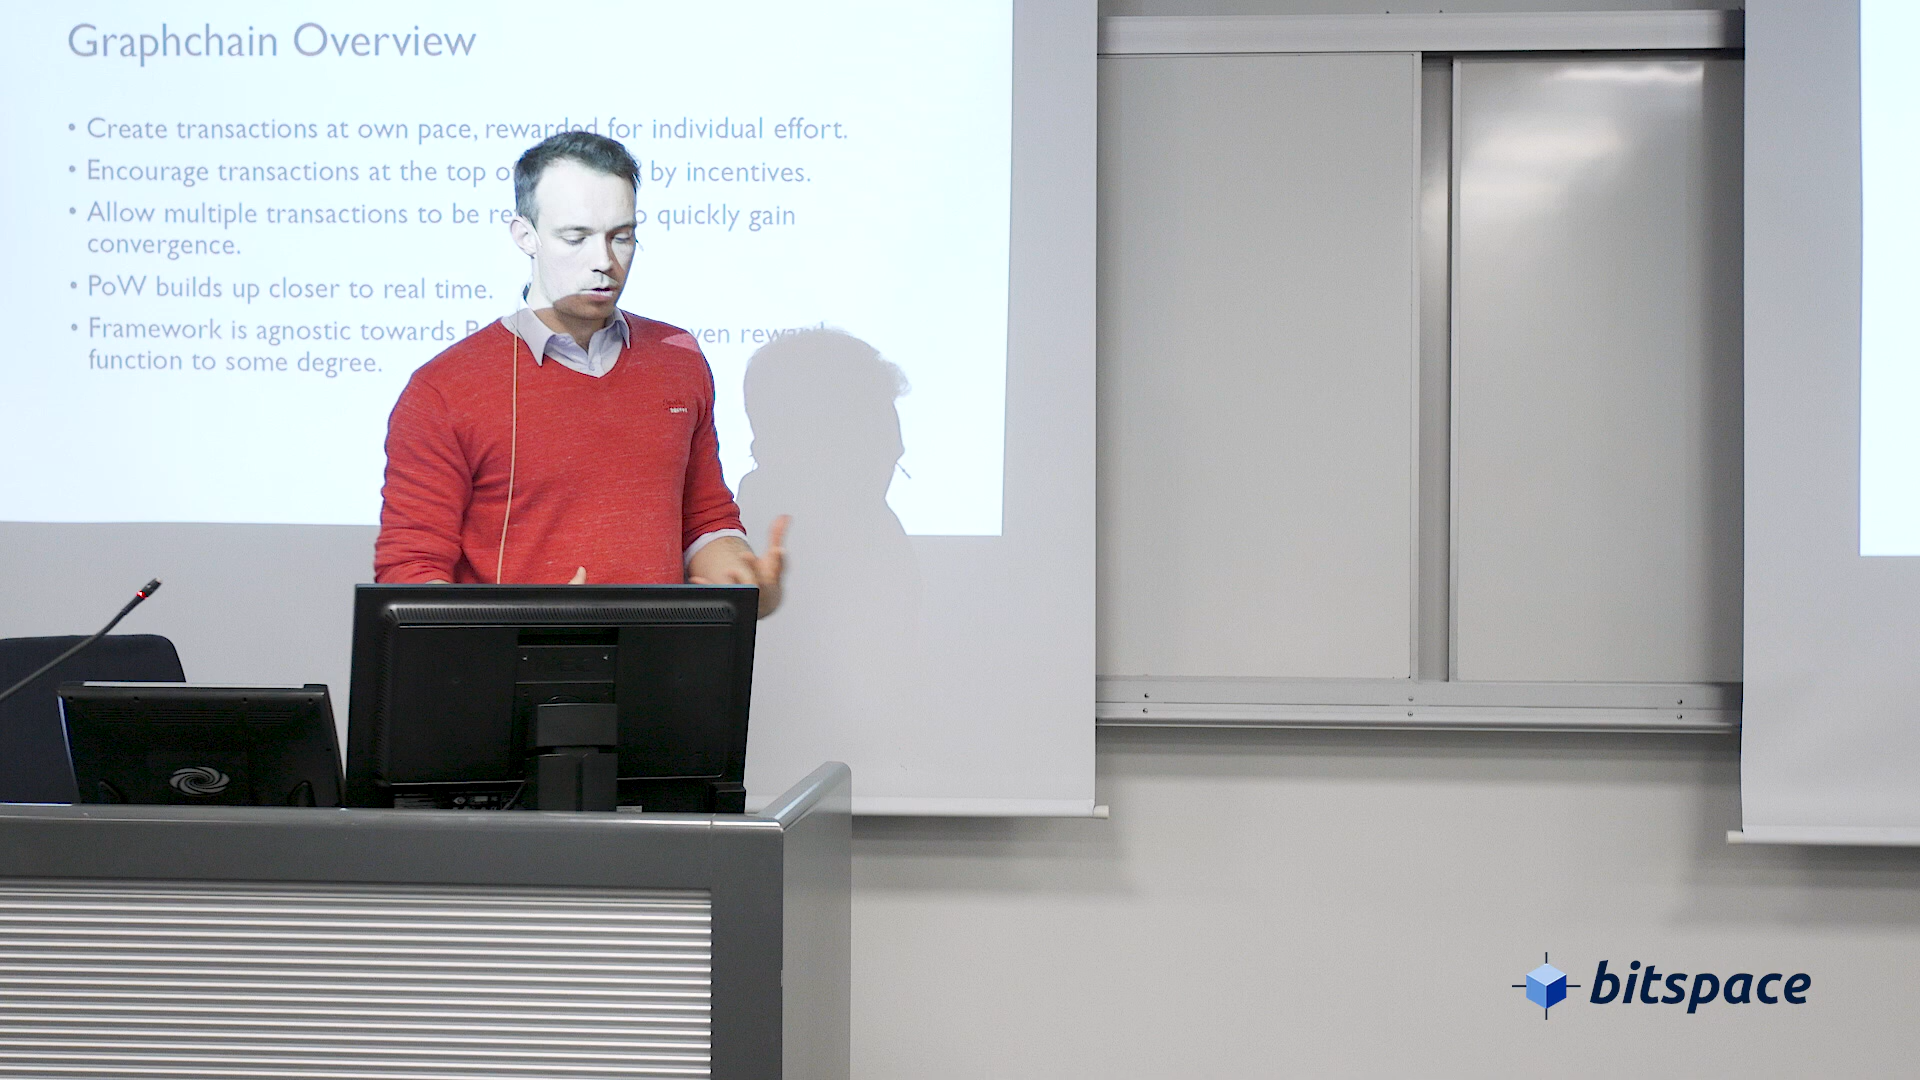 Graphchain Overview
• Create transactions at own pace, rewarded for individual effort.
• Encourage transactions at the top by incentives.
• Allow multiple transactions to be quickly gain
convergence.
• PoW builds up closer to real time.
• Framework is agnostic towards
function to some degree.
bitspace